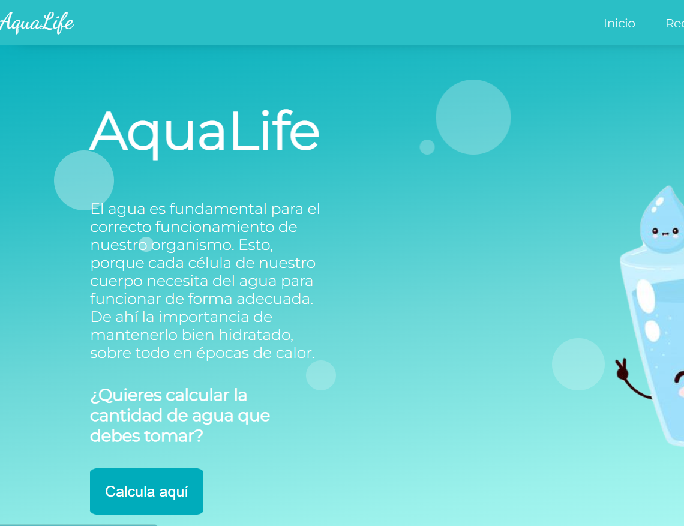 AquaLife
Inicio
AquaLife
El agua es fundamental para el
correcto funcionamiento de
nuestro organismo. Esto,
porque cada célula de nuestro
cuerpo necesita del agua para
funcionar de forma adecuada.
De ahí la importancia de
mantenerlo bien hidratado,
sobre todo en épocas de calor.
¿Quieres calcular la
cantidad de agua que
debes tomar?
Calcula aquí